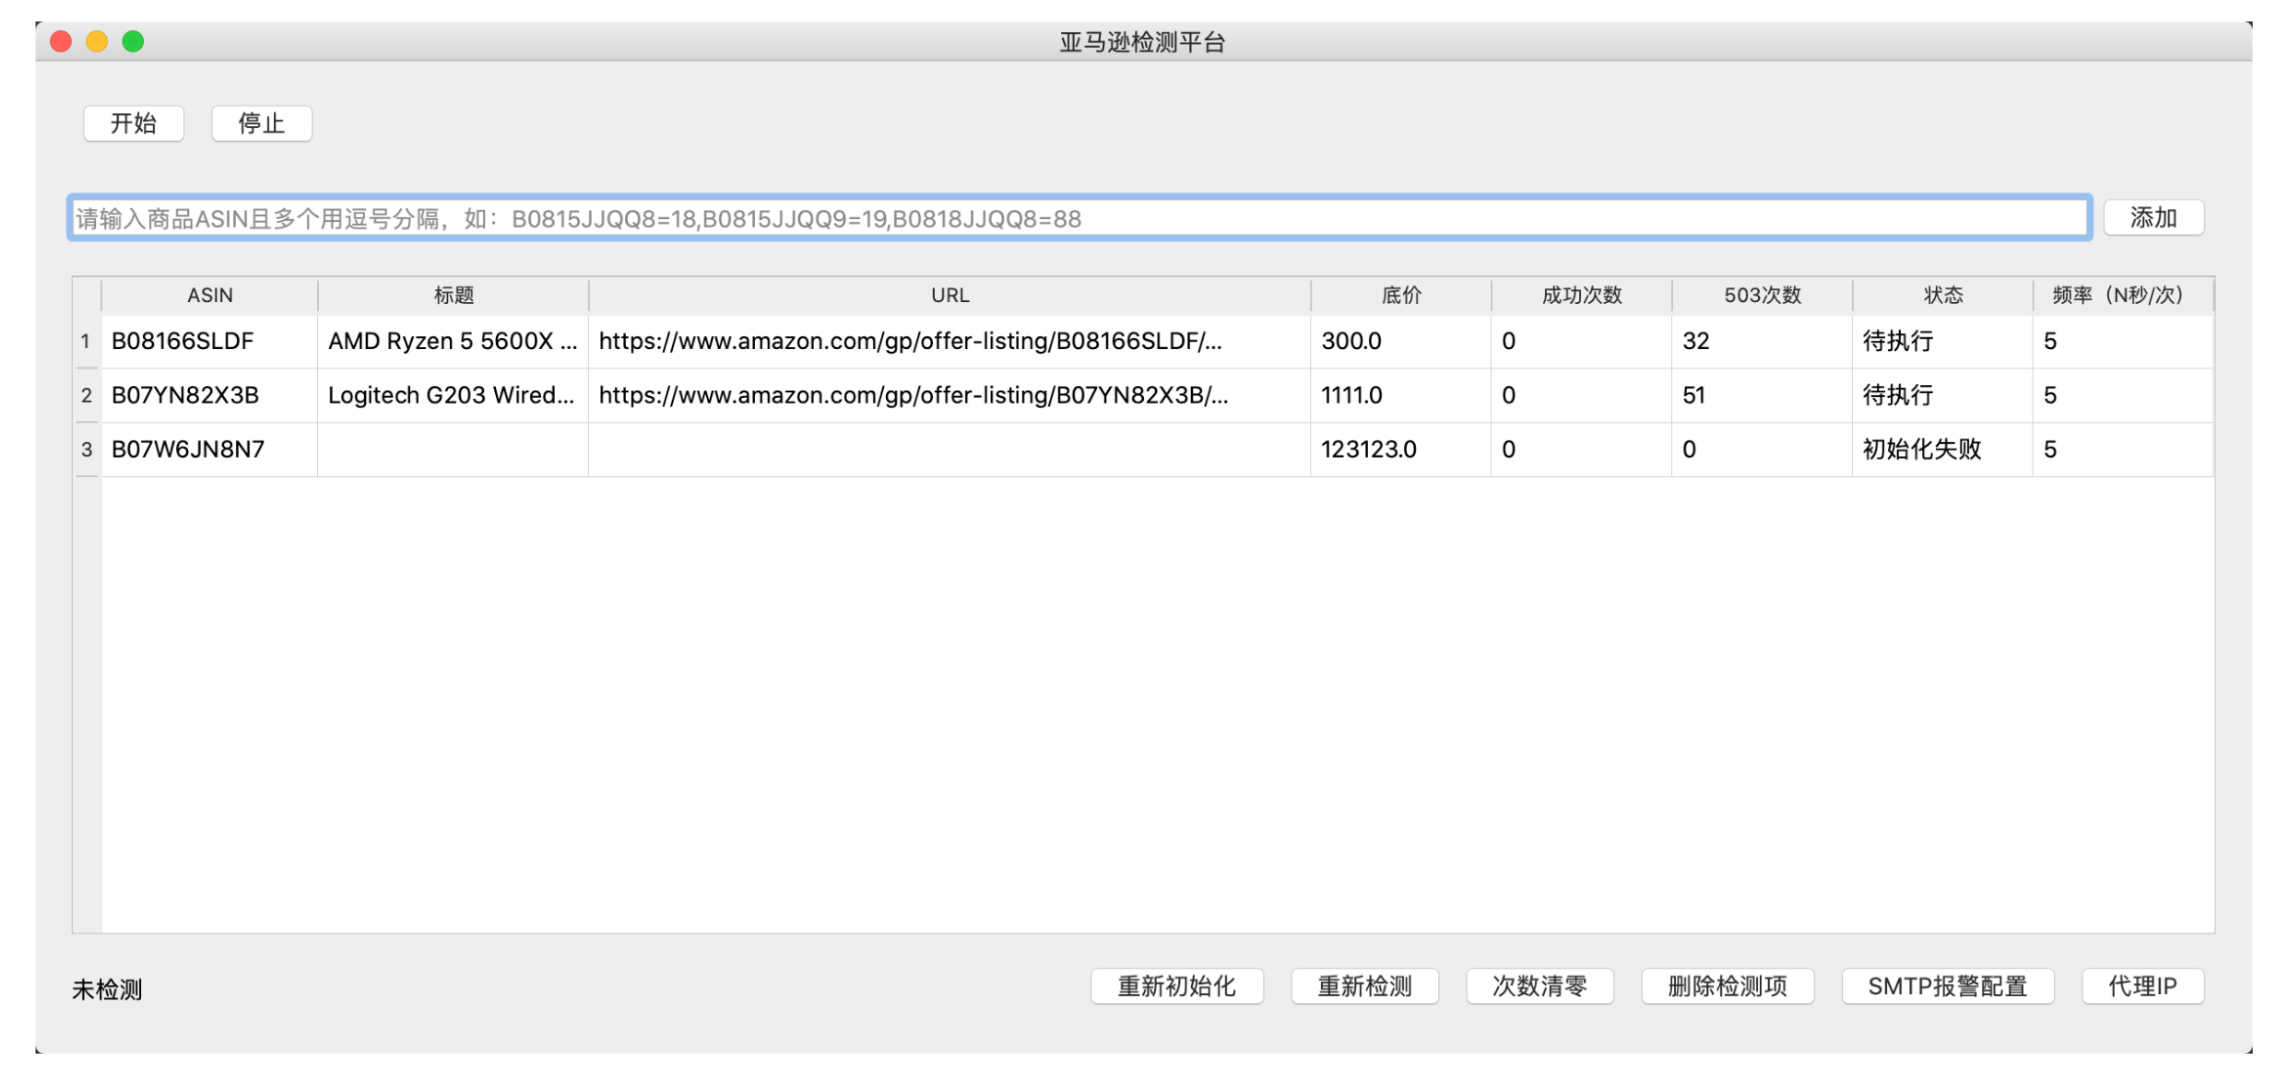 亚马逊检测平台
开始 停止
请输入商品ASIN且多个用逗号分隔，如：B0815JJQQ8=18,B0815JJQQ9=19,B0818JJQQ8=88 添加
ASIN 标题 URL 底价 成功次数 503次数 状态 频率（N秒/次）
1 B08166SLDF AMD Ryzen 5 5600X ... https://www.amazon.com/gp/offer-listing/B08166SLDF/... 300.0 0 32 待执行 5
2 B07YN82X3B Logitech G203 Wired... https://www.amazon.com/gp/offer-listing/B07YN82X3B/... 1111.0 0 51 待执行 5
3 B07W6JN8N7 123123.0 0 0 初始化失败 5
未检测 重新初始化 重新检测 次数清零 删除检测项 SMTP报警配置 代理IP